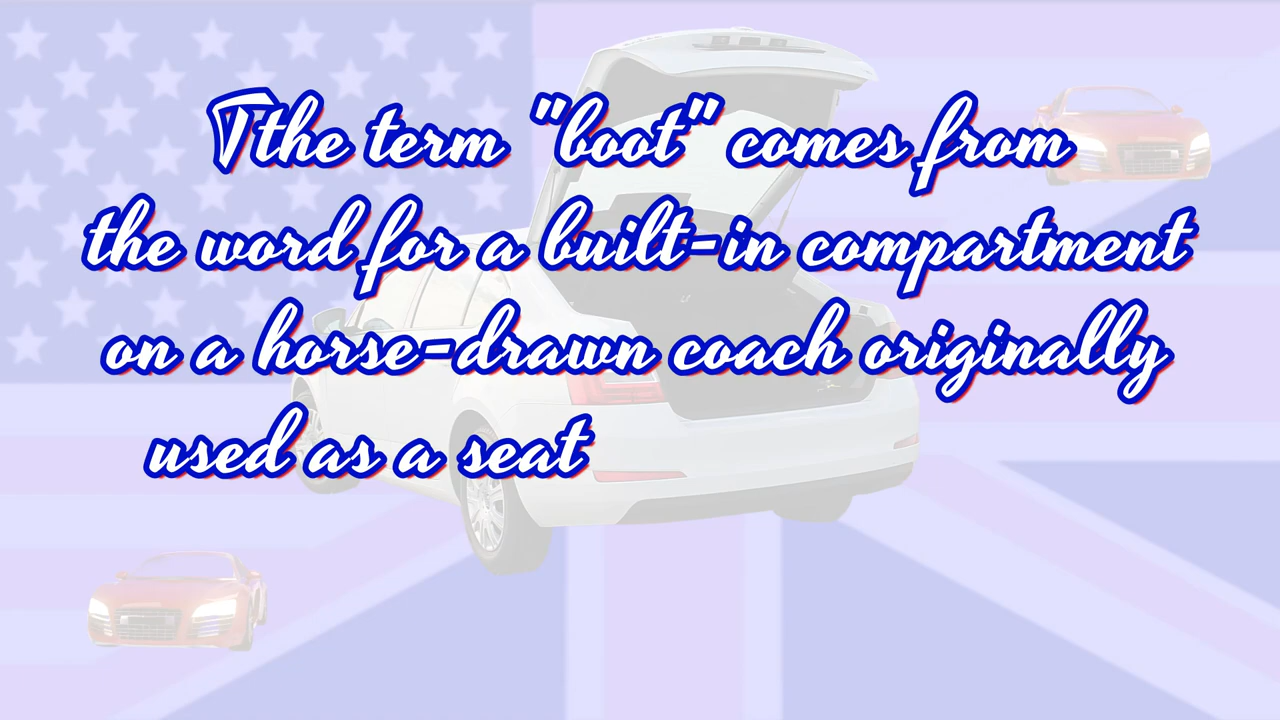 Tthe term "boot" comes from
the word for a built-in compartment
on a horse-drawn coach originally
used as a seat